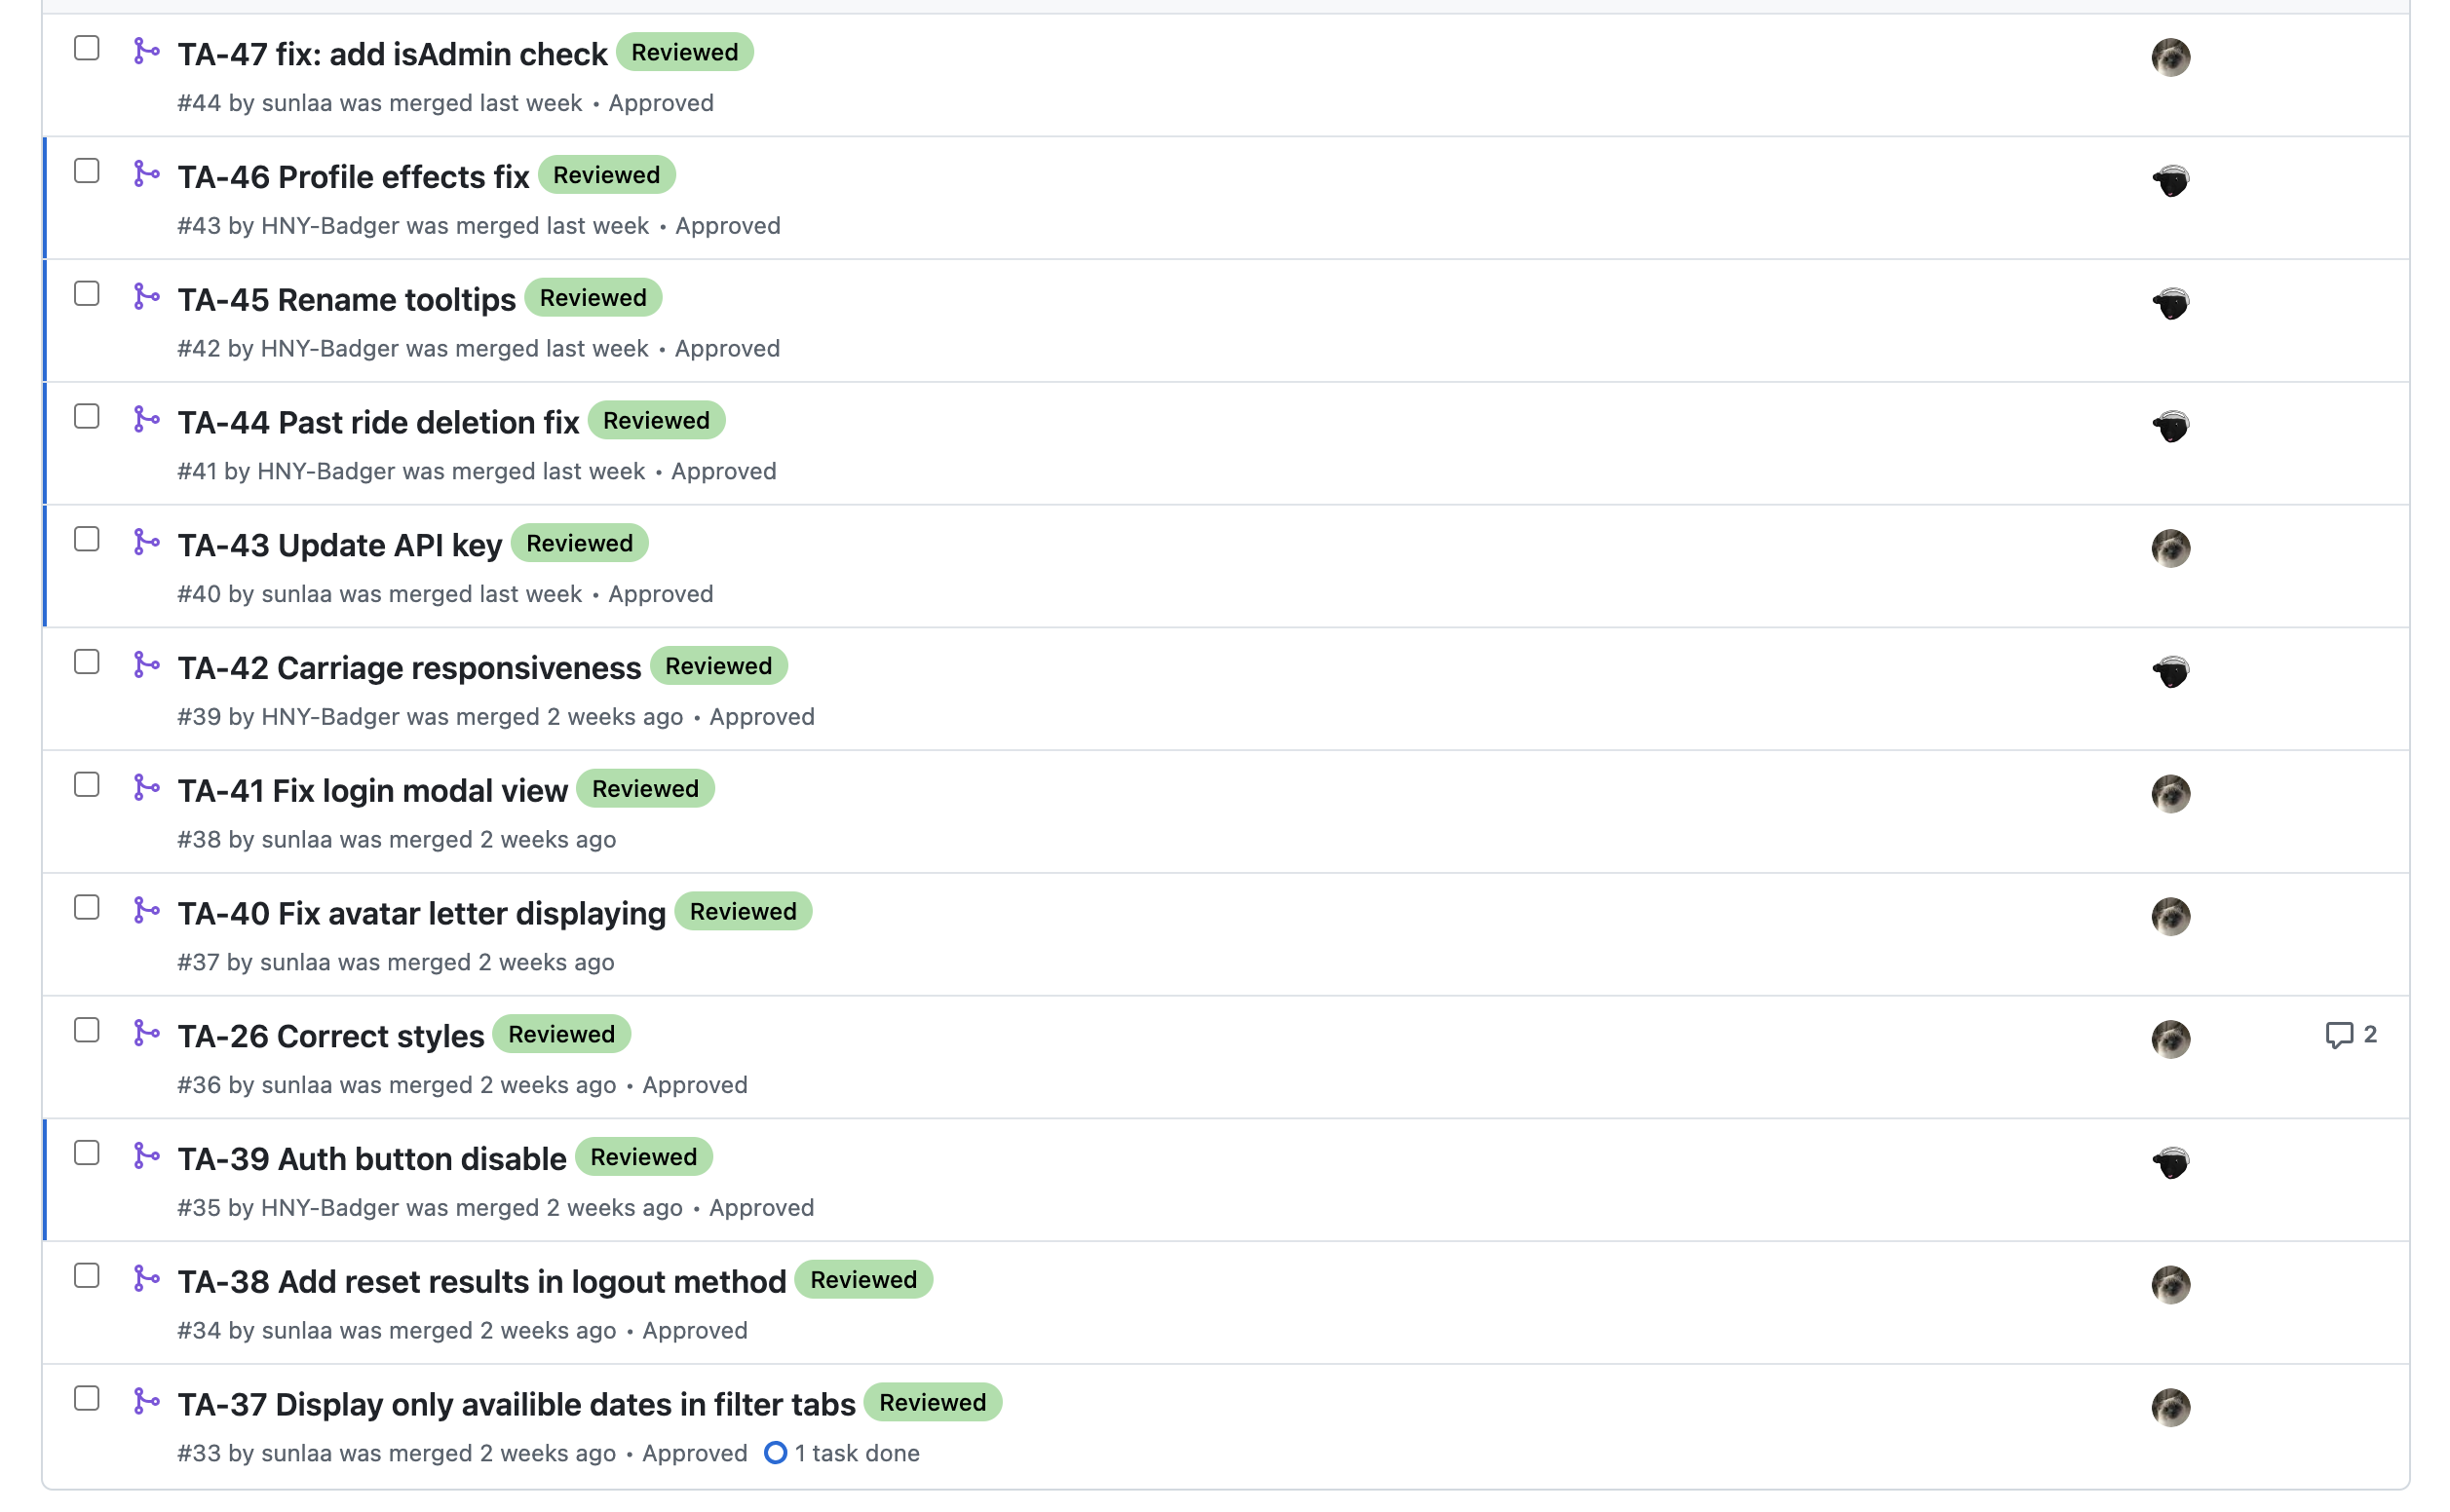 TA-47 fix: add isAdmin check Reviewed
#44 by sunlaa was merged last week • Approved
TA-46 Profile effects fix Reviewed
#43 by HNY-Badger was merged last week • Approved
TA-45 Rename tooltips Reviewed
#42 by HNY-Badger was merged last week • Approved
TA-44 Past ride deletion fix Reviewed
#41 by HNY-Badger was merged last week • Approved
TA-43 Update API key Reviewed
#40 by sunlaa was merged last week • Approved
TA-42 Carriage responsiveness Reviewed
#39 by HNY-Badger was merged 2 weeks ago • Approved
TA-41 Fix login modal view Reviewed
#38 by sunlaa was merged 2 weeks ago
TA-40 Fix avatar letter displaying Reviewed
#37 by sunlaa was merged 2 weeks ago
TA-26 Correct styles Reviewed 2
#36 by sunlaa was merged 2 weeks ago • Approved
TA-39 Auth button disable Reviewed
#35 by HNY-Badger was merged 2 weeks ago • Approved
TA-38 Add reset results in logout method Reviewed
#34 by sunlaa was merged 2 weeks ago • Approved
TA-37 Display only availible dates in filter tabs Reviewed
#33 by sunlaa was merged 2 weeks ago • Approved 1 task done